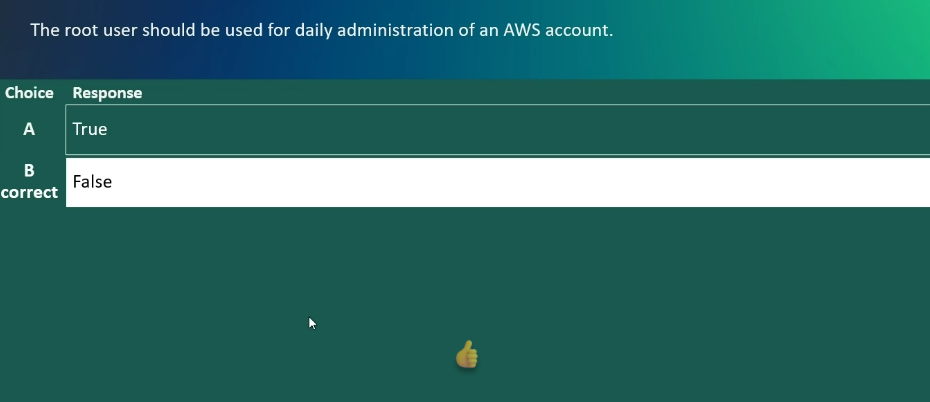 The root user should be used for daily administration of an AWS account.
Choice Response
A True
B
correct False